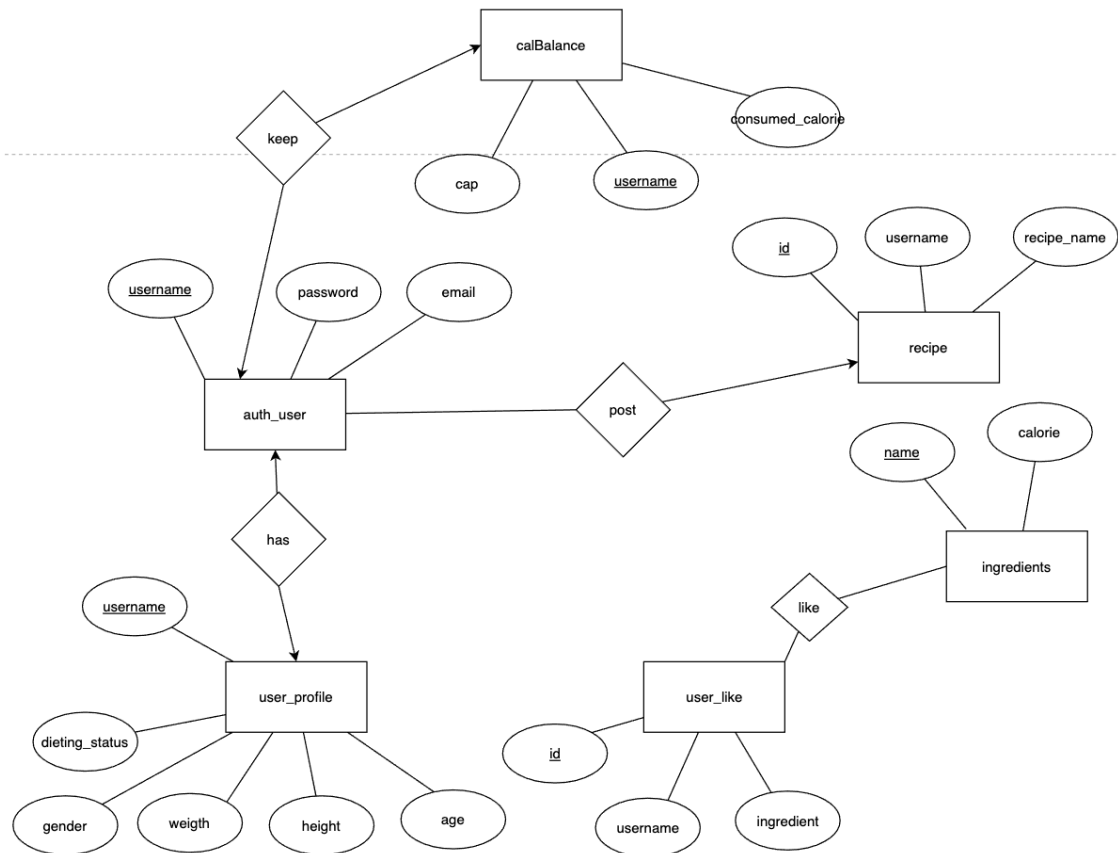 calBalance
consumed_calorie
keep
cap
username
id
username
recipe_name
username
password
email
recipe
auth_user
post
name
calorie
has
ingredients
username
like
user_profile
user_like
dieting_status
id
gender
weigth
height
age
username
ingredient